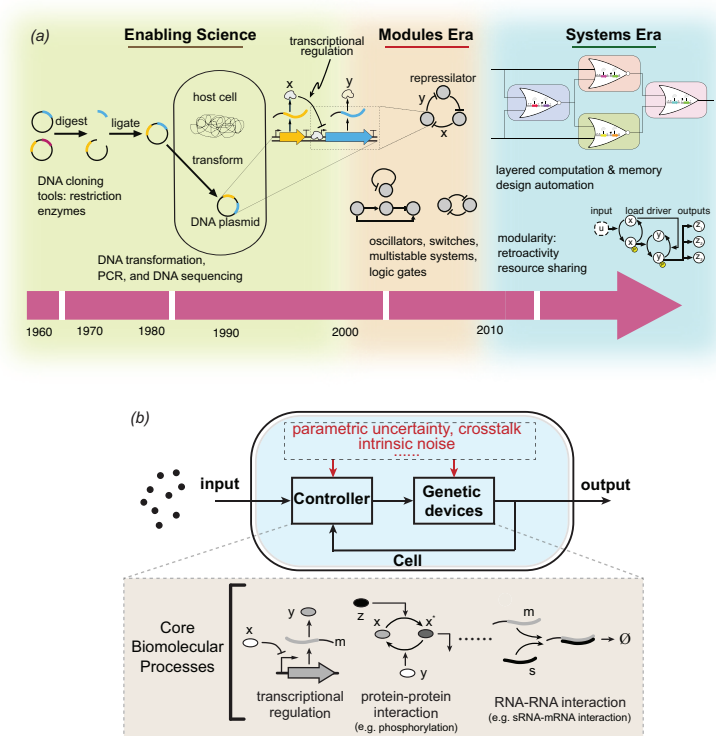 (a)
Enabling Science
Modules Era
Systems Era
transcriptional
regulation
x
y
host cell
digest
ligate
transform
DNA plasmid
DNA cloning
tools: restriction
enzymes
DNA transformation,
PCR, and DNA sequencing
repressilator
y
x
oscillators, switches,
multistable systems,
logic gates
layered computation & memory
design automation
modularity:
retroactivity
resource sharing
input
load driver
outputs
u
x
x
y
y
1960
1970
1980
1990
2000
2010
(b)
parametric uncertainty, crosstalk
intrinsic noise
......
input
Controller
Genetic
devices
output
Cell
Core
Biomolecular
Processes
x
y
m
transcriptional
regulation
z
x
x*
y
protein-protein
interaction
(e.g. phosphorylation)
......
m
s
Ø
RNA-RNA interaction
(e.g. sRNA-mRNA interaction)